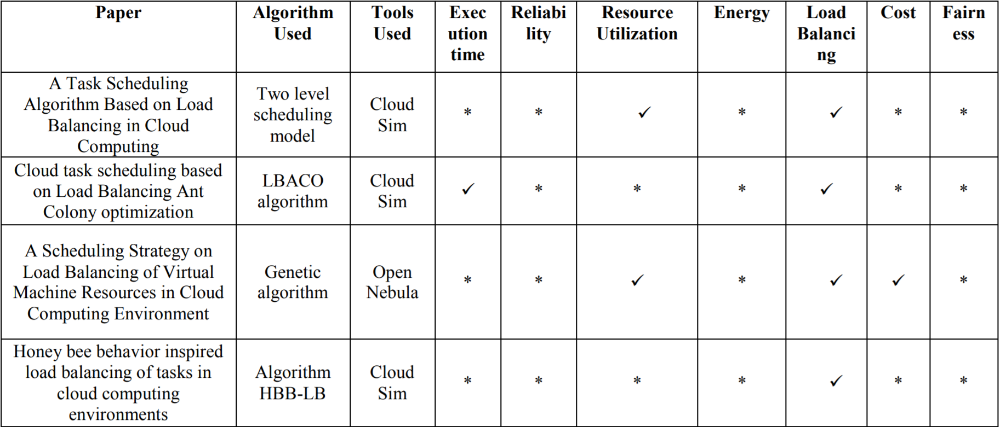 Paper
Algorithm
Used
Tools
Used
Exec
ution
time
Reliabi
lity
Resource
Utilization
Energy
Load
Balanci
ng
Cost
Fairn
ess
A Task Scheduling
Algorithm Based on Load
Balancing in Cloud
Computing
Two level
scheduling
model
Cloud
Sim
*
*
✓
*
✓
*
*
Cloud task scheduling based
on Load Balancing Ant
Colony optimization
LBACO
algorithm
Cloud
Sim
✓
*
*
*
✓
*
*
A Scheduling Strategy on
Load Balancing of Virtual
Machine Resources in Cloud
Computing Environment
Genetic
algorithm
Open
Nebula
*
*
✓
*
✓
✓
*
Honey bee behavior inspired
load balancing of tasks in
cloud computing
environments
Algorithm
HBB-LB
Cloud
Sim
*
*
*
*
✓
*
*